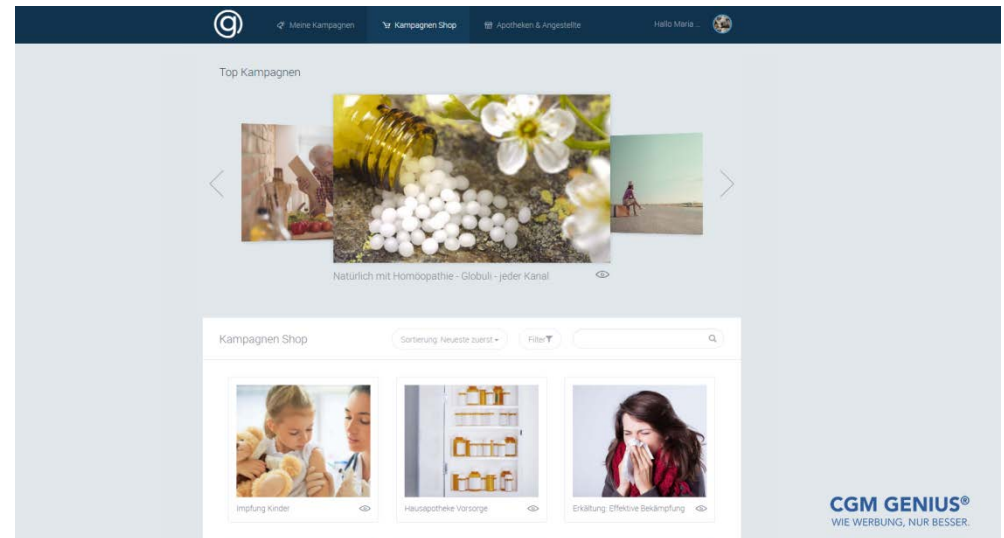 g
Meine Kampagnen
Kampagnen Shop
Apotheken & Angestellte
Hallo Maria ...
Top Kampagnen
Natürlich mit Homöopathie - Globuli - jeder Kanal
Kampagnen Shop
Sortierung: Neueste zuerst
Filter
Impfung Kinder
Hausapotheke Vorsorge
Erkältung: Effektive Bekämpfung
CGM GENIUS®
WIE WERBUNG, NUR BESSER.